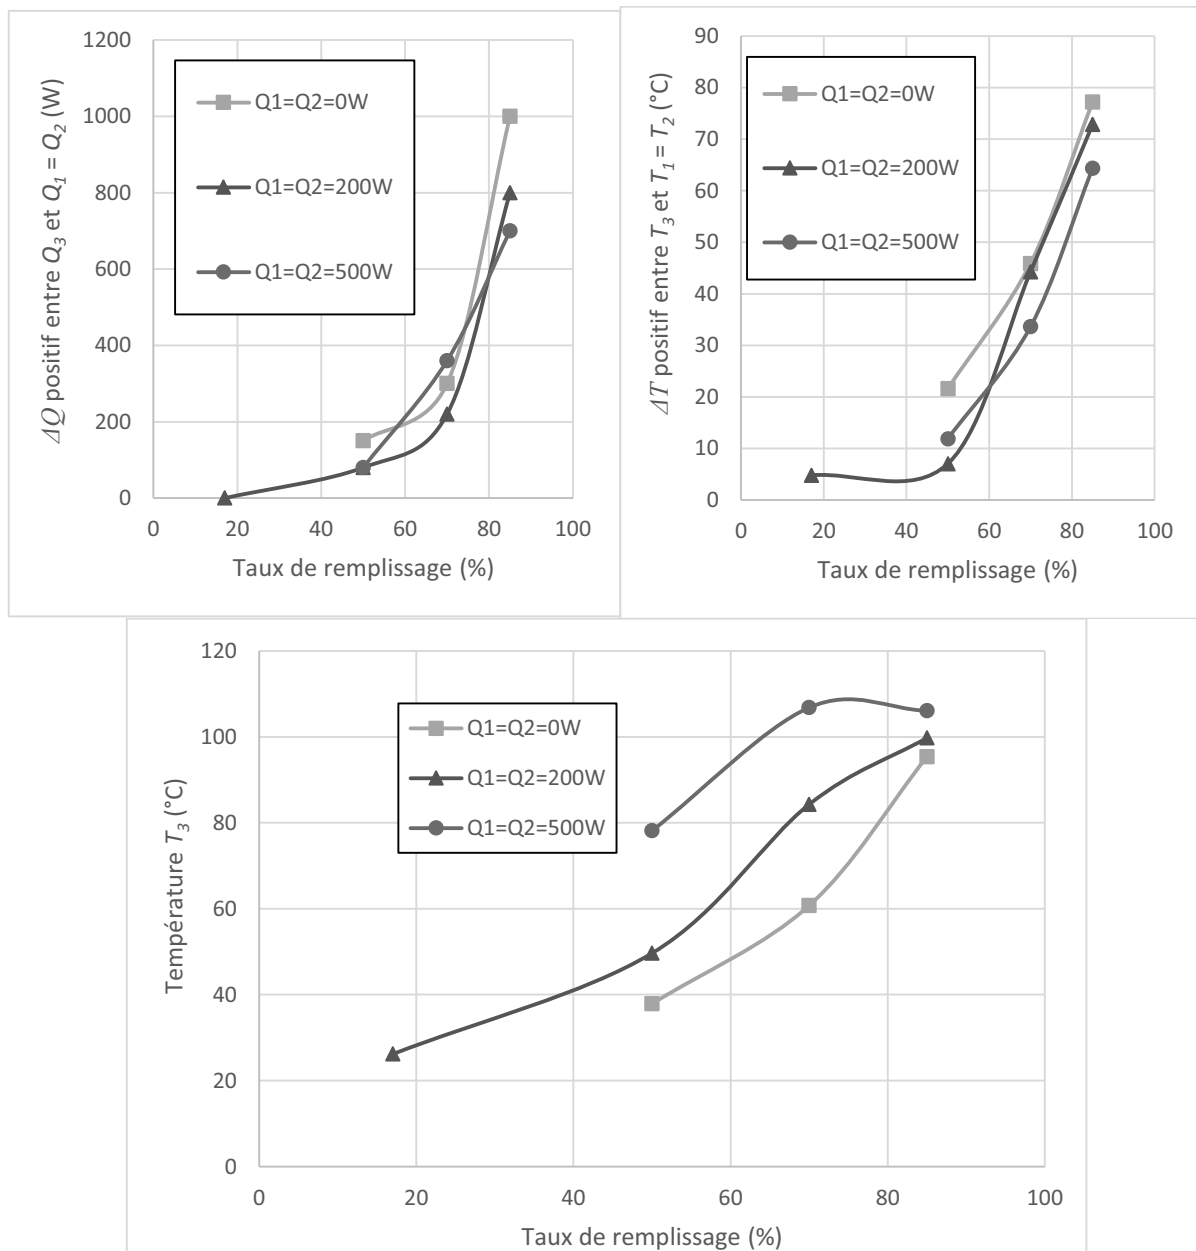 ΔQ positif entre Q3 et Q1 = Q2 (W)
1200
1000
800
600
400
200
0
Q1=Q2=0W
Q1=Q2=200W
Q1=Q2=500W
0 20 40 60 80 100
Taux de remplissage (%)
ΔT positif entre T3 et T1 = T2 (°C)
90
80
70
60
50
40
30
20
10
0
Q1=Q2=0W
Q1=Q2=200W
Q1=Q2=500W
0 20 40 60 80 100
Taux de remplissage (%)
Température T3 (°C)
120
100
80
60
40
20
0
Q1=Q2=0W
Q1=Q2=200W
Q1=Q2=500W
0 20 40 60 80 100
Taux de remplissage (%)